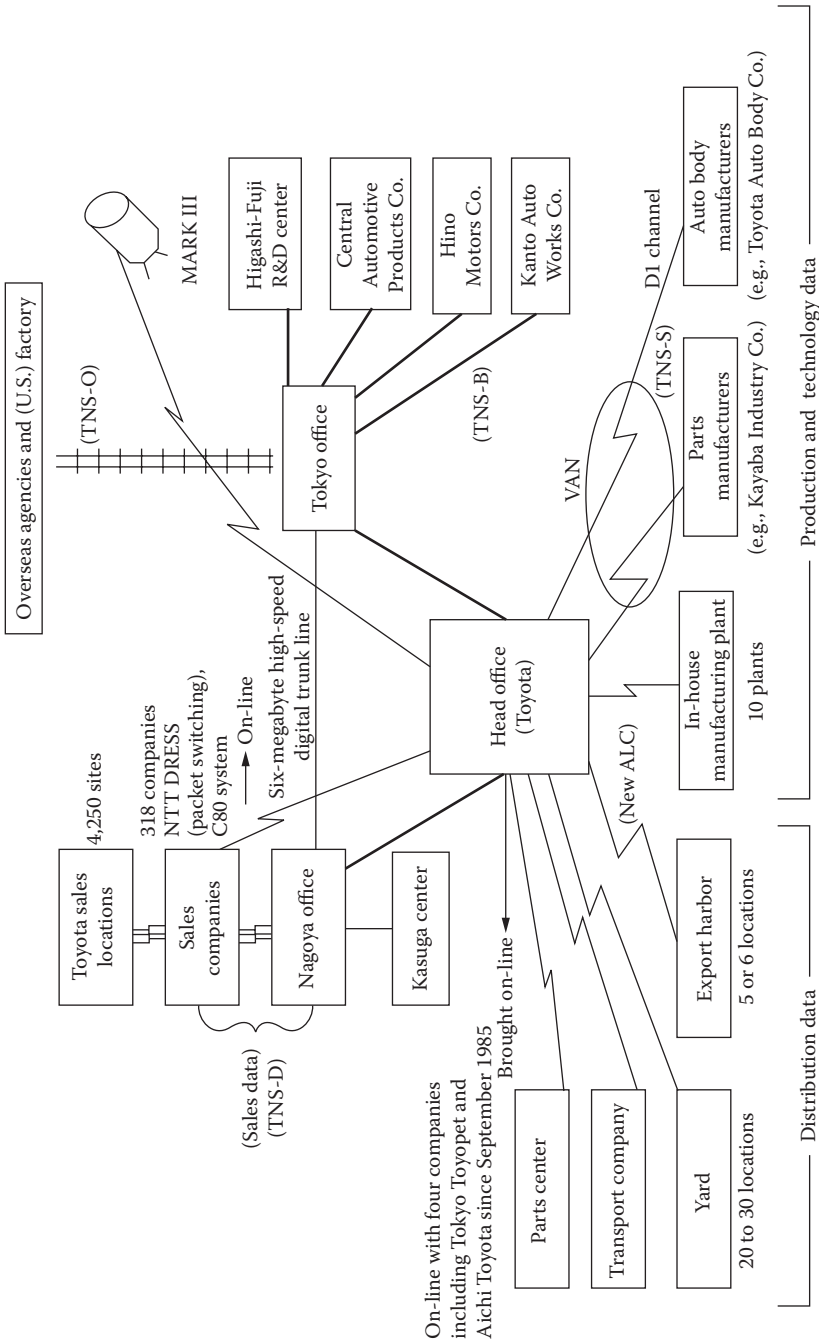 Overseas agencies and (U.S.) factory
(TNS-O)
MARK III
4,250 sites
318 companies
NTT DRESS
(packet switching),
C80 system
On-line
Six-megabyte high-speed
digital trunk line
Toyota sales
locations
Sales
companies
Nagoya office
Kasuga center
(Sales data)
(TNS-D)
Tokyo office
Higashi-Fuji
R&D center
Central
Automotive
Products Co.
Hino
Motors Co.
Kanto Auto
Works Co.
(TNS-B)
Head office
(Toyota)
On-line with four companies
including Tokyo Toyopet and
Aichi Toyota since September 1985
Brought on-line
Parts center
Transport company
Yard
20 to 30 locations
(New ALC)
Export harbor
5 or 6 locations
In-house
manufacturing plant
10 plants
VAN
D1 channel
(TNS-S)
Parts
manufacturers
(e.g., Kayaba Industry Co.)
Auto body
manufacturers
(e.g., Toyota Auto Body Co.)
Distribution data
Production and technology data